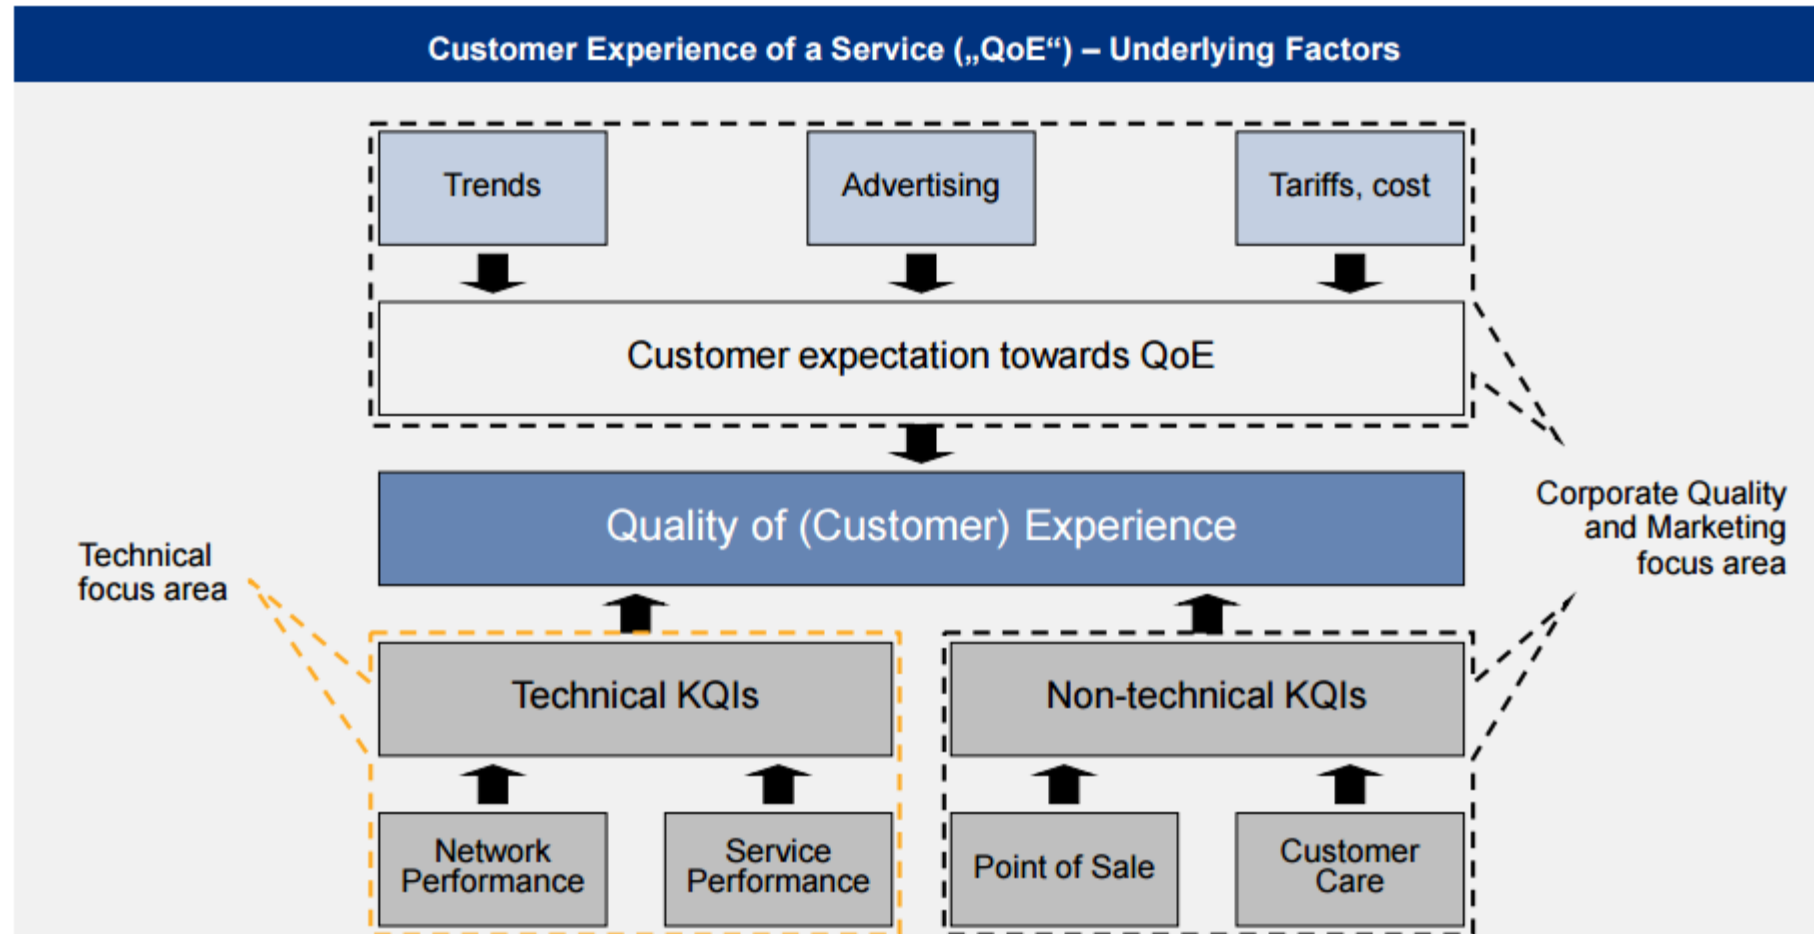 Customer Experience of a Service („QoE“) – Underlying Factors
Trends
Advertising
Tariffs, cost
Customer expectation towards QoE
Quality of (Customer) Experience
Corporate Quality
and Marketing
focus area
Technical
focus area
Technical KQIs
Non-technical KQIs
Network
Performance
Service
Performance
Point of Sale
Customer
Care